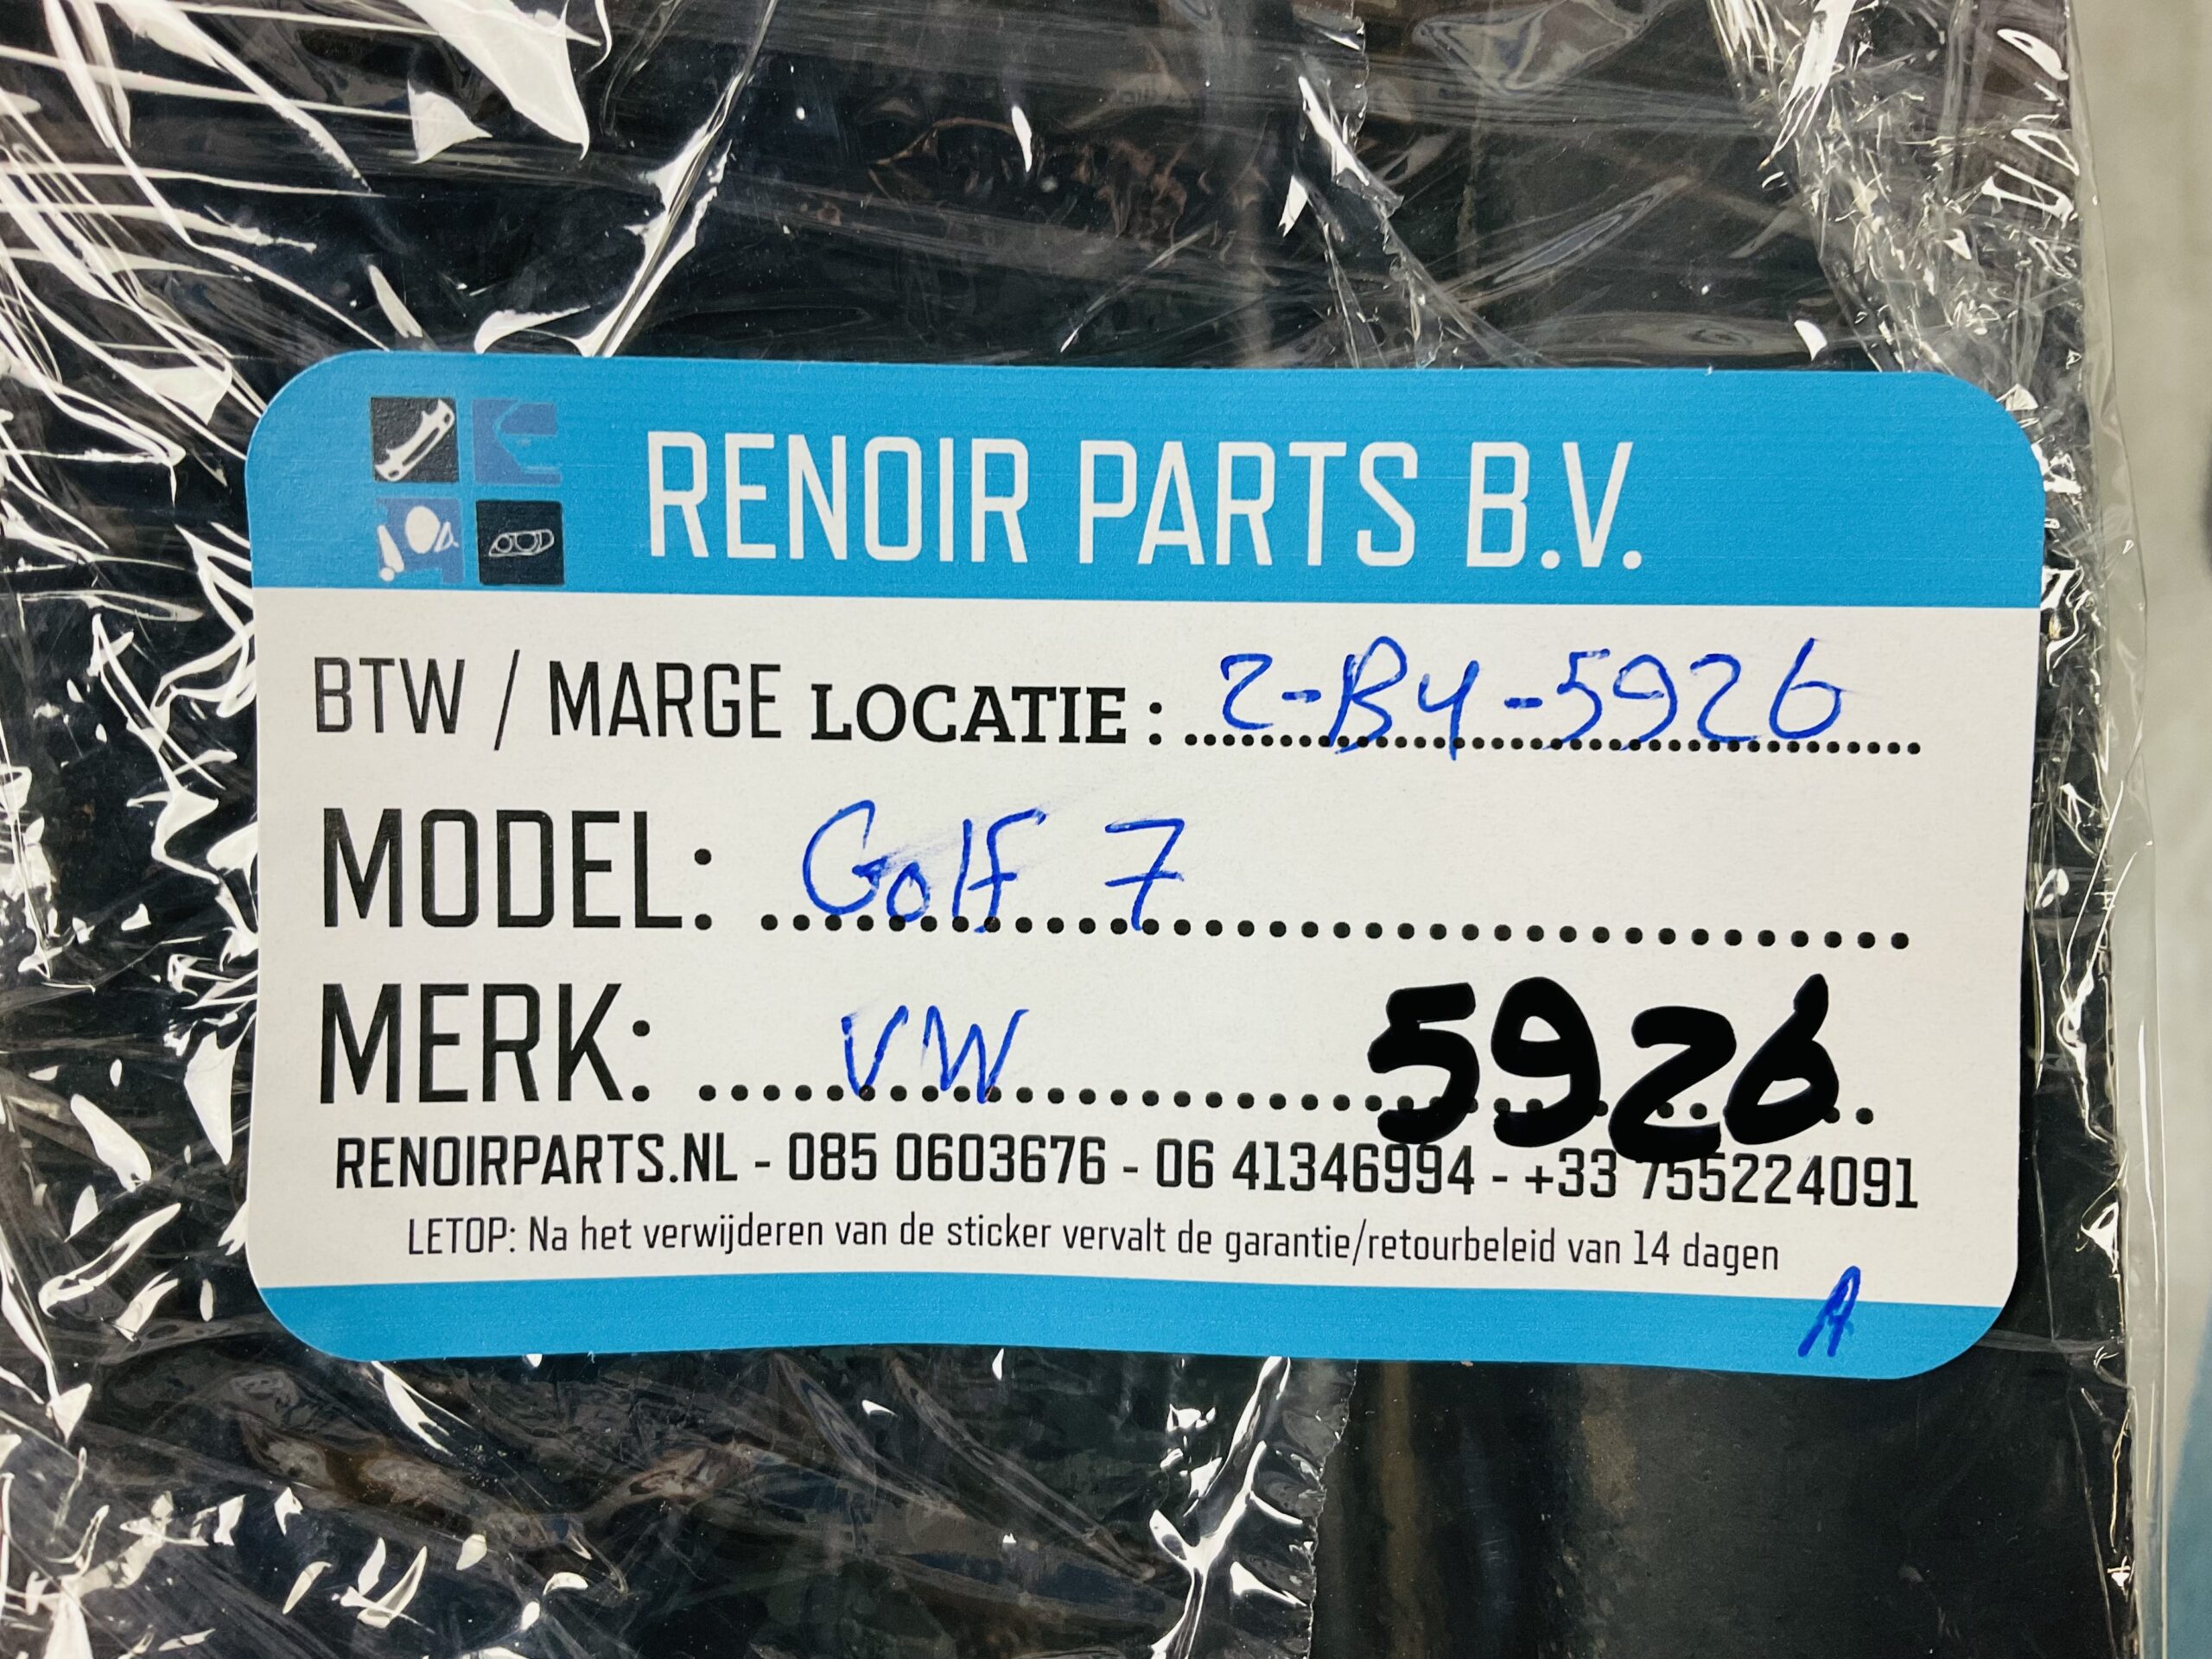 RENOIR PARTS B.V.
BTW / MARGE LOCATIE : 2-B4-5926
MODEL: Golf 7
MERK: VW 5926
RENOIRPARTS.NL - 085 0603676 - 06 41346994 - +33 755224091
LETOP: Na het verwijderen van de sticker vervalt de garantie/retourbeleid van 14 dagen
A